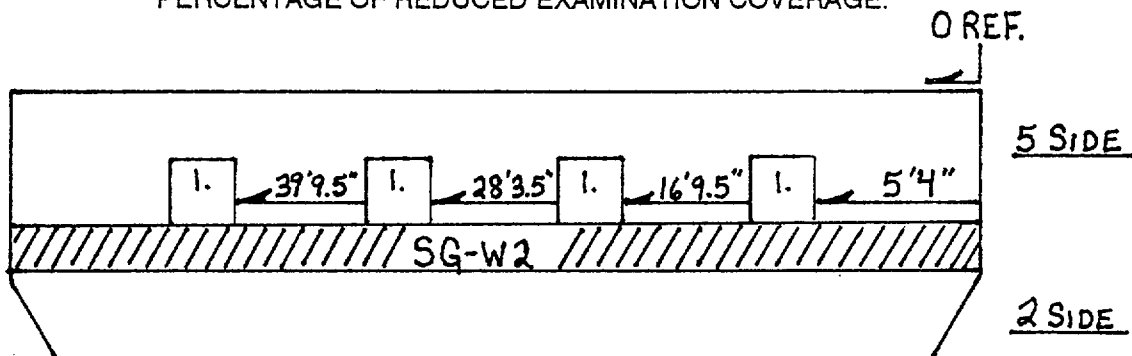 PERCENTAGE OF REDUCED EXAMINATION COVERAGE.
O REF.
5 SIDE
1. 39'9.5" 1. 28'3.5" 1. 16'9.5" 1. 5'4"
SG-W2
2 SIDE